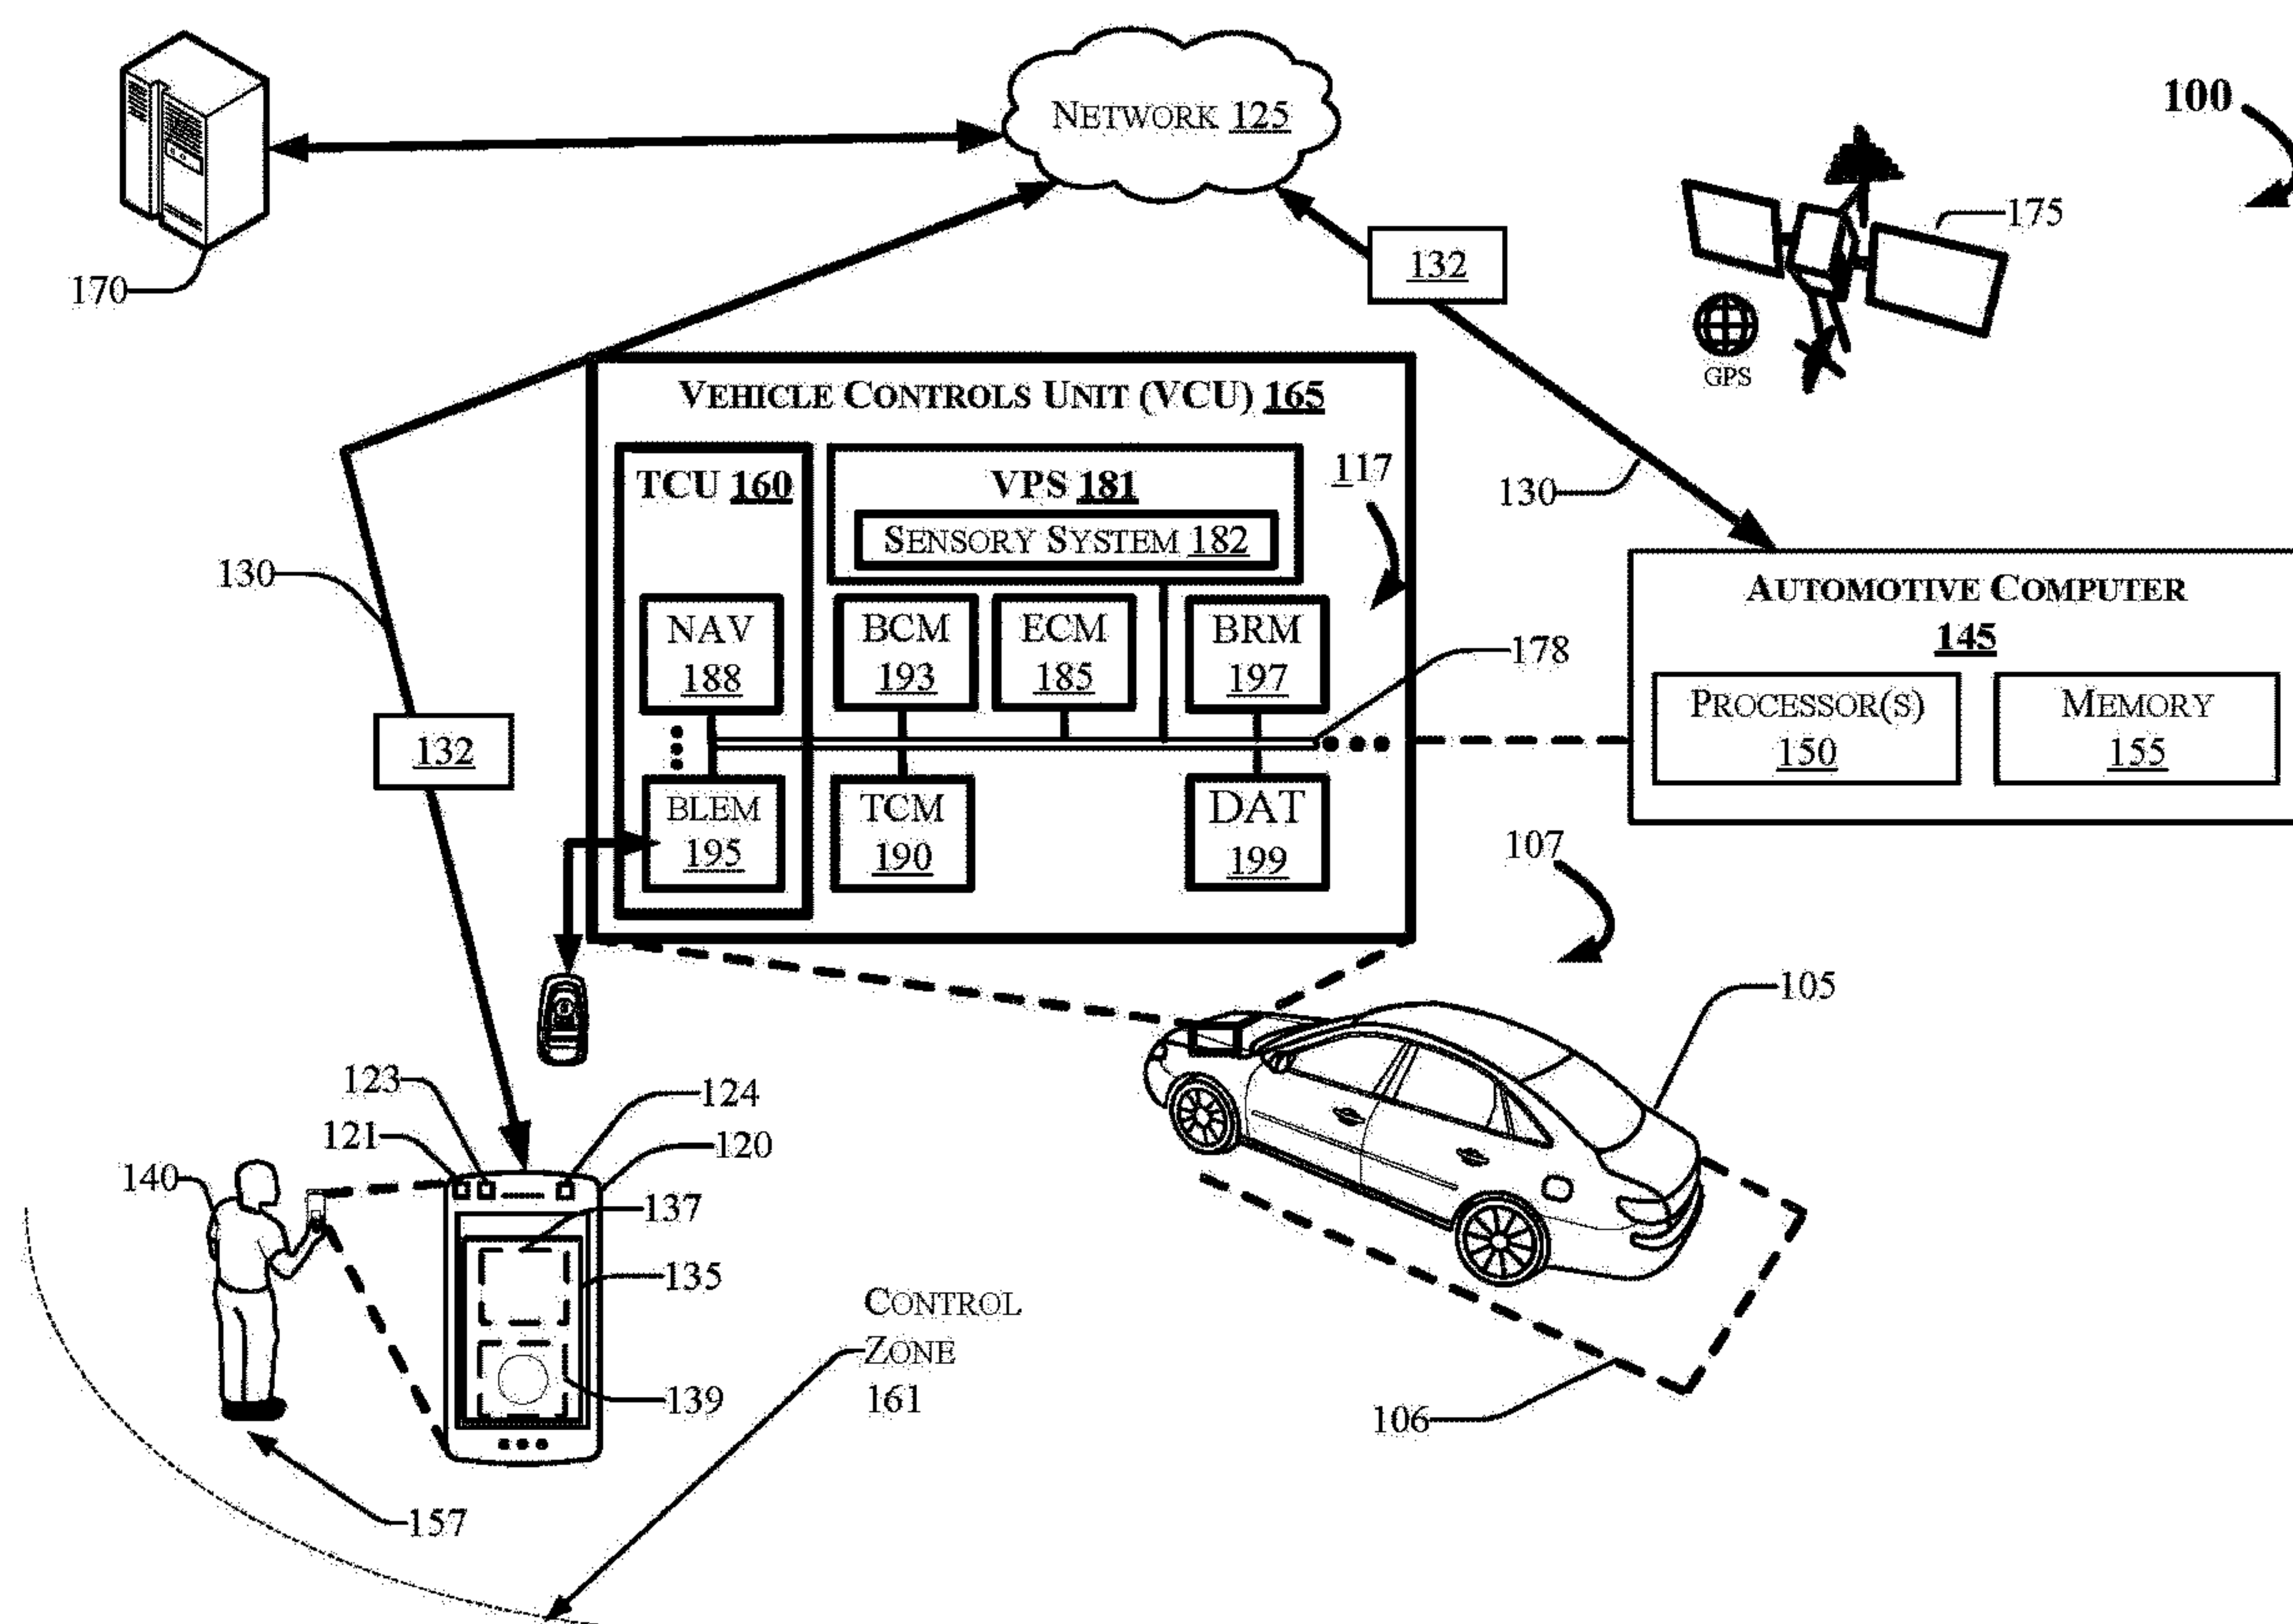 NETWORK 125
100
175
GPS
170
132
VEHICLE CONTROLS UNIT (VCU) 165
TCU 160
VPS 181
SENSORY SYSTEM 182
117
130
130
NAV
188
BCM
193
ECM
185
BRM
197
178
AUTOMOTIVE COMPUTER
145
PROCESSOR(S)
150
MEMORY
155
132
BLEM
195
TCM
190
DAT
199
107
105
123
124
121
120
140
137
135
139
CONTROL
ZONE
161
106
157